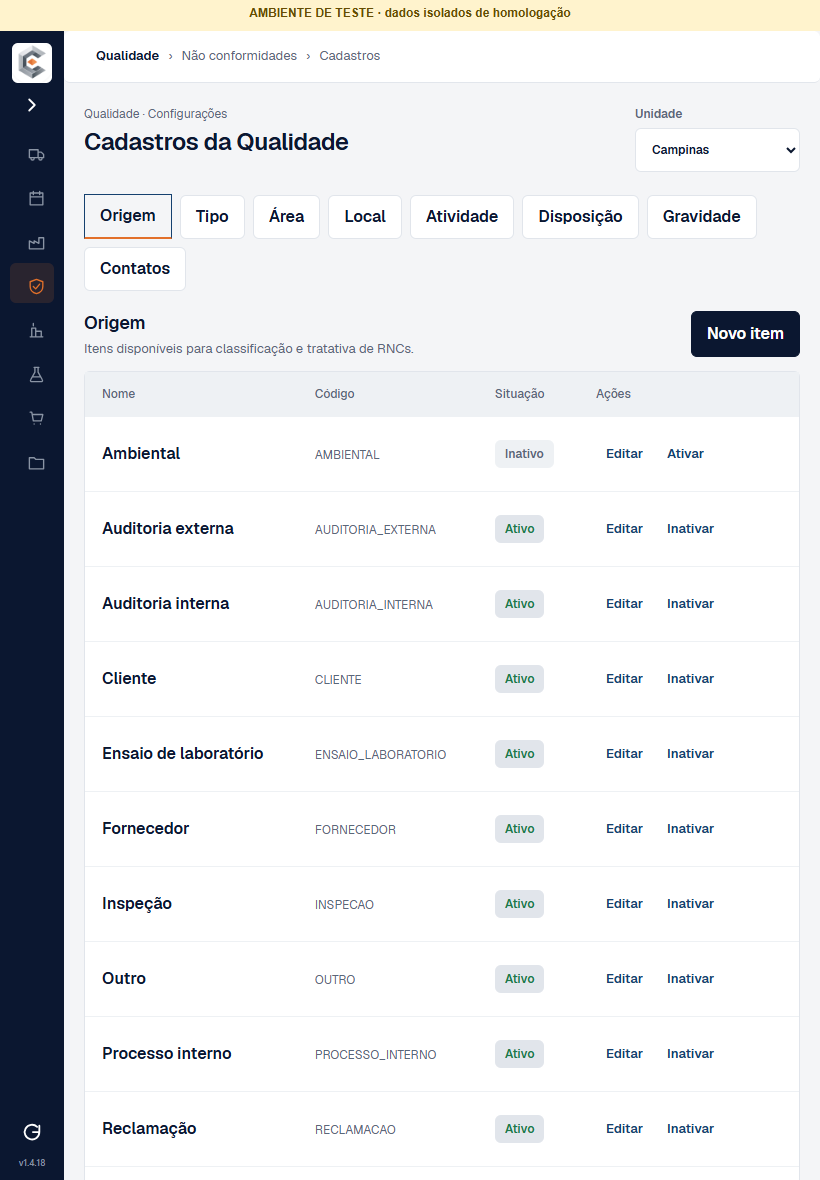 AMBIENTE DE TESTE · dados isolados de homologação
Qualidade › Não conformidades › Cadastros
Qualidade · Configurações
Cadastros da Qualidade
Unidade
Campinas
Origem Tipo Área Local Atividade Disposição Gravidade
Contatos
Origem
Itens disponíveis para classificação e tratativa de RNCs.
Novo item
Nome Código Situação Ações
Ambiental AMBIENTAL Inativo Editar Ativar
Auditoria externa AUDITORIA_EXTERNA Ativo Editar Inativar
Auditoria interna AUDITORIA_INTERNA Ativo Editar Inativar
Cliente CLIENTE Ativo Editar Inativar
Ensaio de laboratório ENSAIO_LABORATORIO Ativo Editar Inativar
Fornecedor FORNECEDOR Ativo Editar Inativar
Inspeção INSPECAO Ativo Editar Inativar
Outro OUTRO Ativo Editar Inativar
Processo interno PROCESSO_INTERNO Ativo Editar Inativar
Reclamação RECLAMACAO Ativo Editar Inativar
v1.4.18